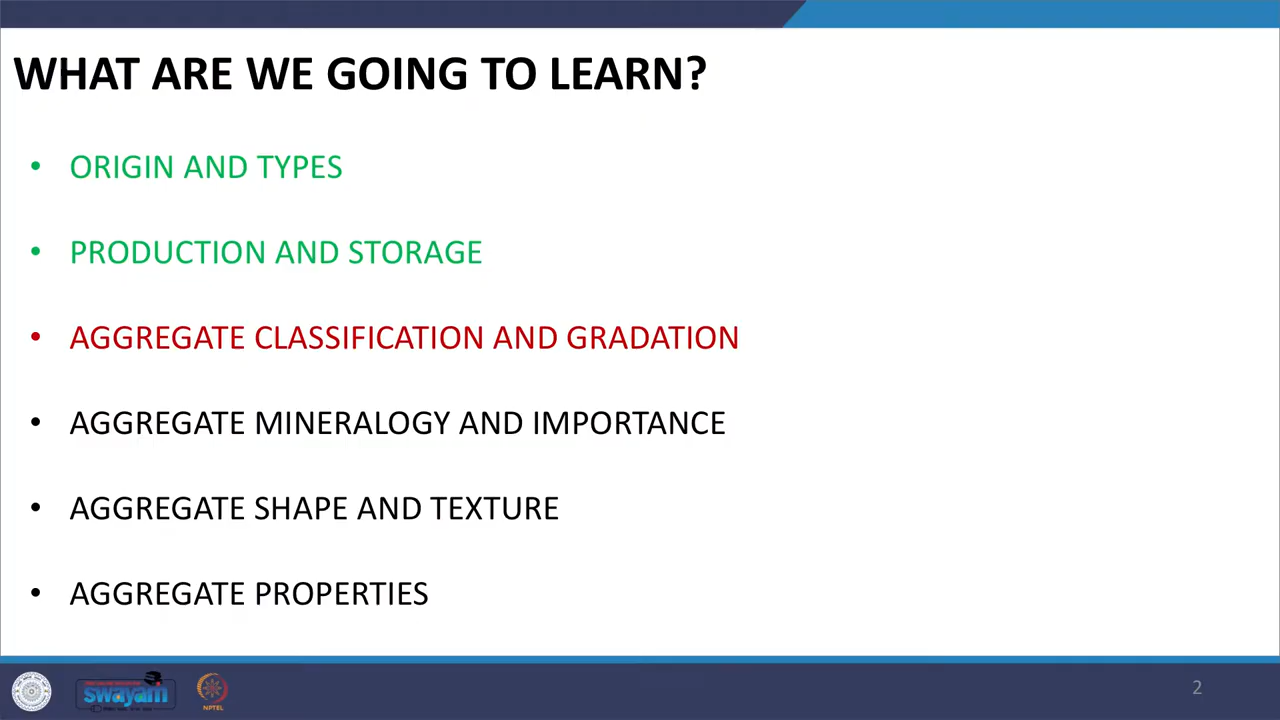 WHAT ARE WE GOING TO LEARN?
• ORIGIN AND TYPES
• PRODUCTION AND STORAGE
• AGGREGATE CLASSIFICATION AND GRADATION
• AGGREGATE MINERALOGY AND IMPORTANCE
• AGGREGATE SHAPE AND TEXTURE
• AGGREGATE PROPERTIES
swayam
NPTEL
2